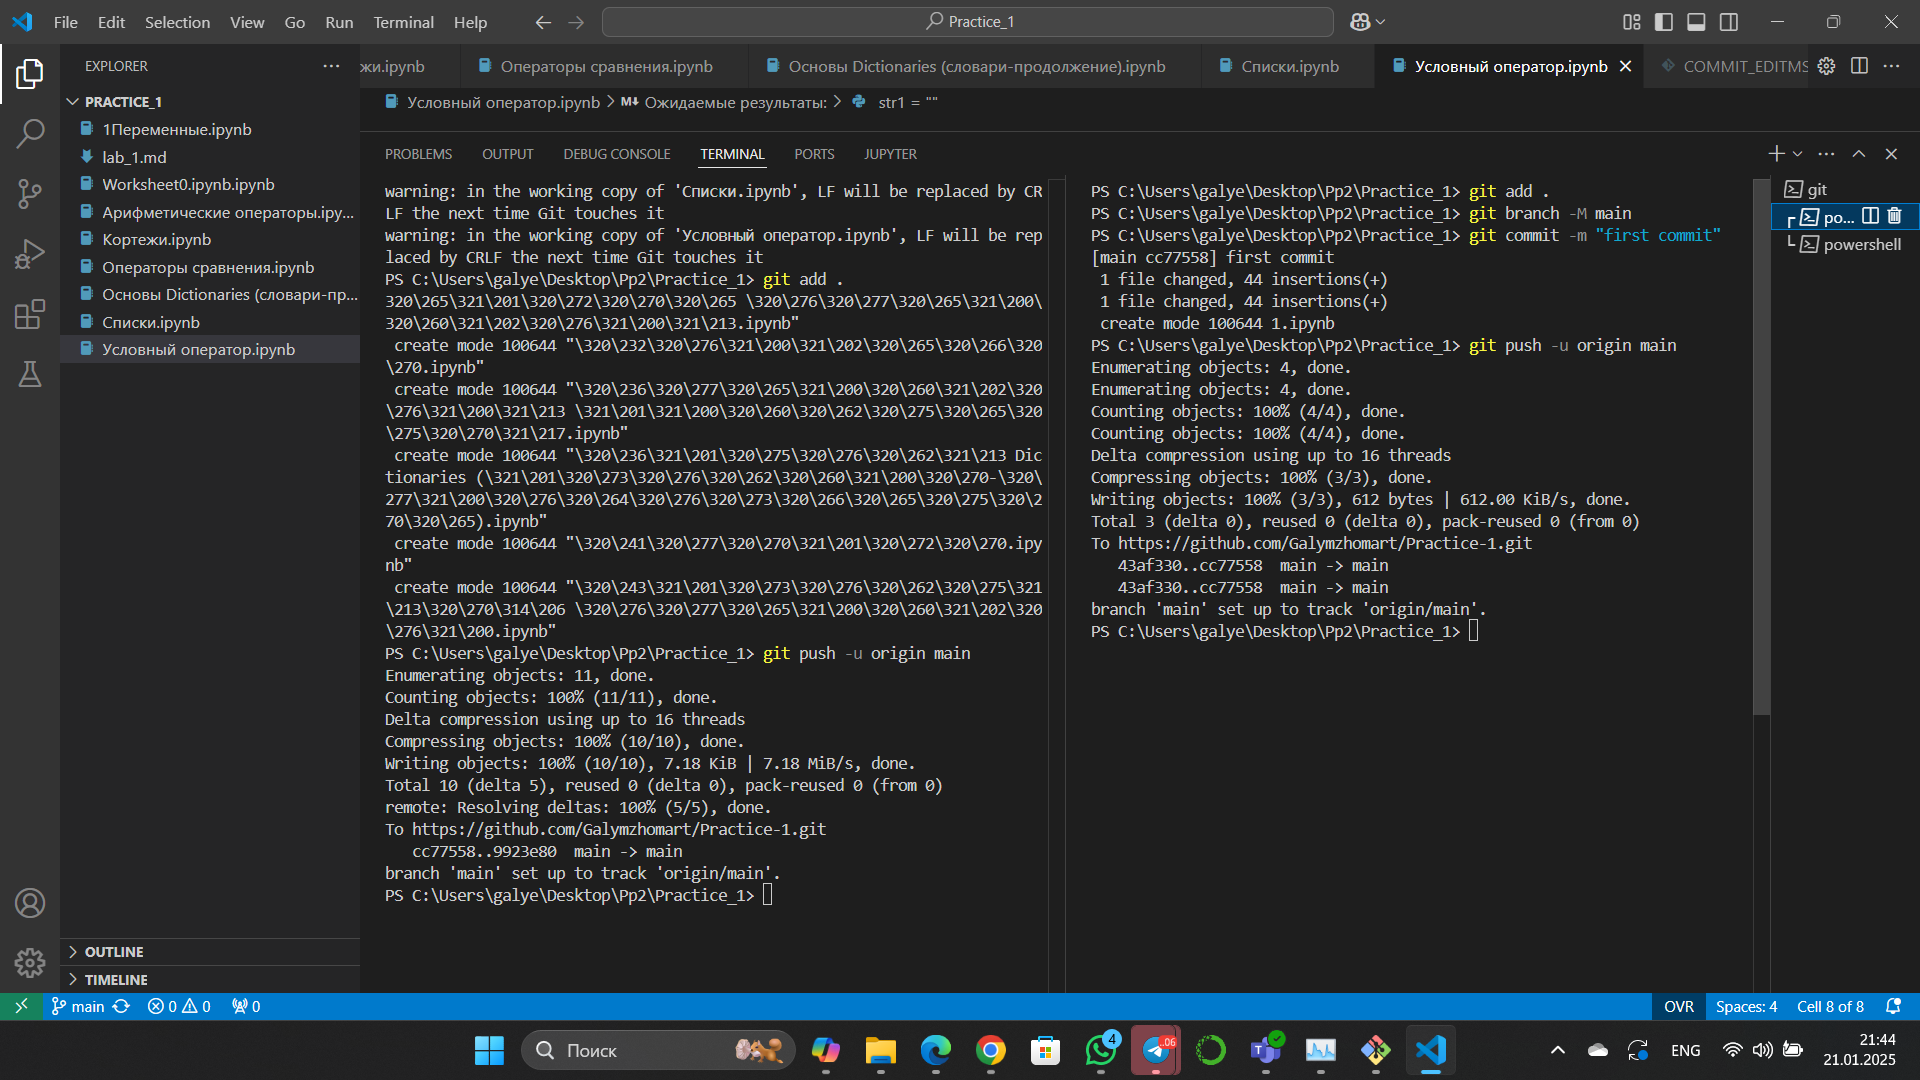 File Edit Selection View Go Run Terminal Help
Practice_1
EXPLORER
PRACTICE_1
1Переменные.ipynb
lab_1.md
Worksheet0.ipynb.ipynb
Арифметические операторы.ipy...
Кортежи.ipynb
Операторы сравнения.ipynb
Основы Dictionaries (словари-пр...
Списки.ipynb
Условный оператор.ipynb
OUTLINE
TIMELINE
жи.ipynb
Операторы сравнения.ipynb
Основы Dictionaries (словари-продолжение).ipynb
Списки.ipynb
Условный оператор.ipynb
COMMIT_EDITMS
Условный оператор.ipynb > M↓ Ожидаемые результаты: > str1 = ""
PROBLEMS OUTPUT DEBUG CONSOLE TERMINAL PORTS JUPYTER
warning: in the working copy of 'Списки.ipynb', LF will be replaced by CR
LF the next time Git touches it
warning: in the working copy of 'Условный оператор.ipynb', LF will be rep
laced by CRLF the next time Git touches it
PS C:\Users\galye\Desktop\Pp2\Practice_1> git add .
320\265\321\201\320\272\320\270\320\265 \320\276\320\277\320\265\321\200\
320\260\321\202\320\276\321\200\321\213.ipynb"
create mode 100644 "\320\232\320\276\321\200\321\202\320\265\320\266\320
\270.ipynb"
create mode 100644 "\320\236\320\277\320\265\321\200\320\260\321\202\320
\276\321\200\321\213 \321\201\321\200\320\260\320\262\320\275\320\265\320
\275\320\270\321\217.ipynb"
create mode 100644 "\320\236\321\201\320\275\320\276\320\262\321\213 Dic
tionaries (\321\201\320\273\320\276\320\262\320\260\321\200\320\270-\320\
277\321\200\320\276\320\264\320\276\320\273\320\266\320\265\320\275\320\2
70\320\265).ipynb"
create mode 100644 "\320\241\320\277\320\270\321\201\320\272\320\270.ipy
nb"
create mode 100644 "\320\243\321\201\320\273\320\276\320\262\320\275\321
\213\320\270\314\206 \320\276\320\277\320\265\321\200\320\260\321\202\320
\276\321\200.ipynb"
PS C:\Users\galye\Desktop\Pp2\Practice_1> git push -u origin main
Enumerating objects: 11, done.
Counting objects: 100% (11/11), done.
Delta compression using up to 16 threads
Compressing objects: 100% (10/10), done.
Writing objects: 100% (10/10), 7.18 KiB | 7.18 MiB/s, done.
Total 10 (delta 5), reused 0 (delta 0), pack-reused 0 (from 0)
remote: Resolving deltas: 100% (5/5), done.
To https://github.com/Galymzhomart/Practice-1.git
cc77558..9923e80 main -> main
branch 'main' set up to track 'origin/main'.
PS C:\Users\galye\Desktop\Pp2\Practice_1>
PS C:\Users\galye\Desktop\Pp2\Practice_1> git add .
PS C:\Users\galye\Desktop\Pp2\Practice_1> git branch -M main
PS C:\Users\galye\Desktop\Pp2\Practice_1> git commit -m "first commit"
[main cc77558] first commit
1 file changed, 44 insertions(+)
1 file changed, 44 insertions(+)
create mode 100644 1.ipynb
PS C:\Users\galye\Desktop\Pp2\Practice_1> git push -u origin main
Enumerating objects: 4, done.
Enumerating objects: 4, done.
Counting objects: 100% (4/4), done.
Counting objects: 100% (4/4), done.
Delta compression using up to 16 threads
Compressing objects: 100% (3/3), done.
Writing objects: 100% (3/3), 612 bytes | 612.00 KiB/s, done.
Total 3 (delta 0), reused 0 (delta 0), pack-reused 0 (from 0)
To https://github.com/Galymzhomart/Practice-1.git
43af330..cc77558 main -> main
43af330..cc77558 main -> main
branch 'main' set up to track 'origin/main'.
PS C:\Users\galye\Desktop\Pp2\Practice_1>
git
po...
powershell
main 0 0 0
OVR Spaces: 4 Cell 8 of 8
Поиск
4
.06
ENG
21:44
21.01.2025